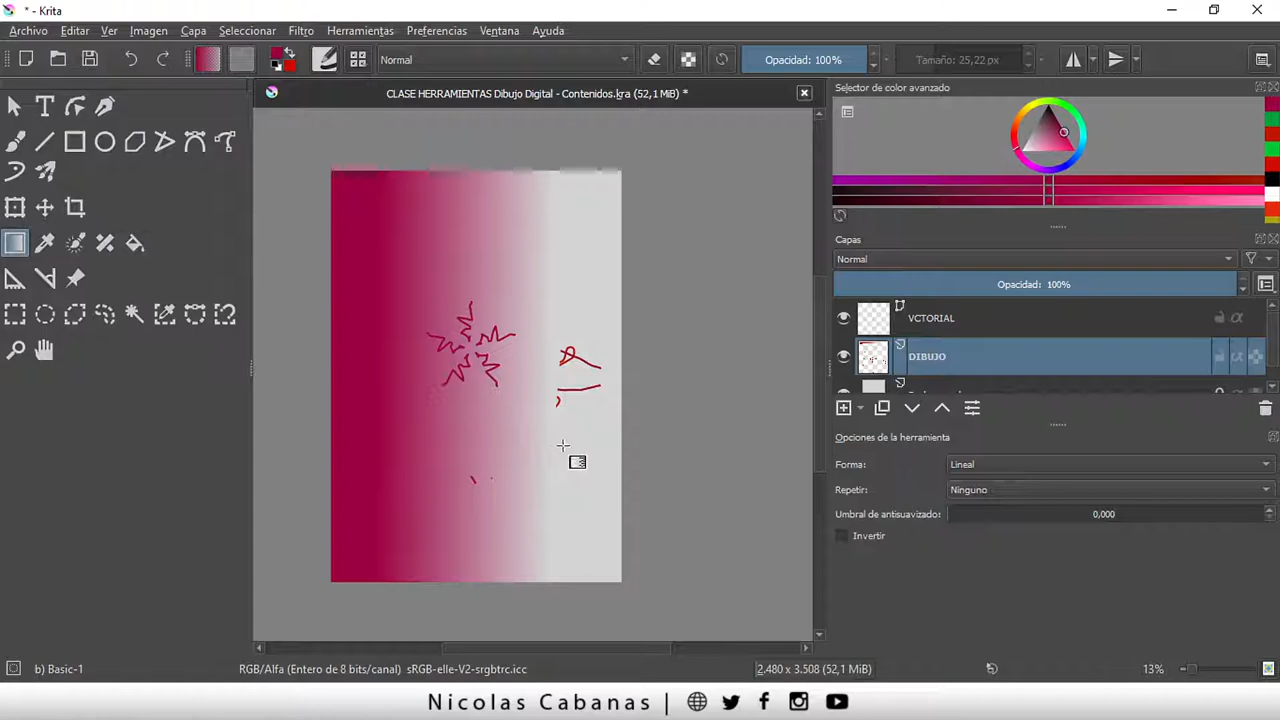 * - Krita
Archivo Editar Ver Imagen Capa Seleccionar Filtro Herramientas Preferencias Ventana Ayuda
Normal Opacidad: 100% Tamaño: 25,22 px
CLASE HERRAMIENTAS Dibujo Digital - Contenidos.kra (52,1 MiB) *
Selector de color avanzado
Capas
Normal
Opacidad: 100%
VCTORIAL
DIBUJO
Opciones de la herramienta
Forma: Lineal
Repetir: Ninguno
Umbral de antisuavizado: 0,000
Invertir
b) Basic-1 RGB/Alfa (Entero de 8 bits/canal) sRGB-elle-V2-srgbtrc.icc 2.480 x 3.508 (52,1 MiB) 13%
Nicolas Cabanas |